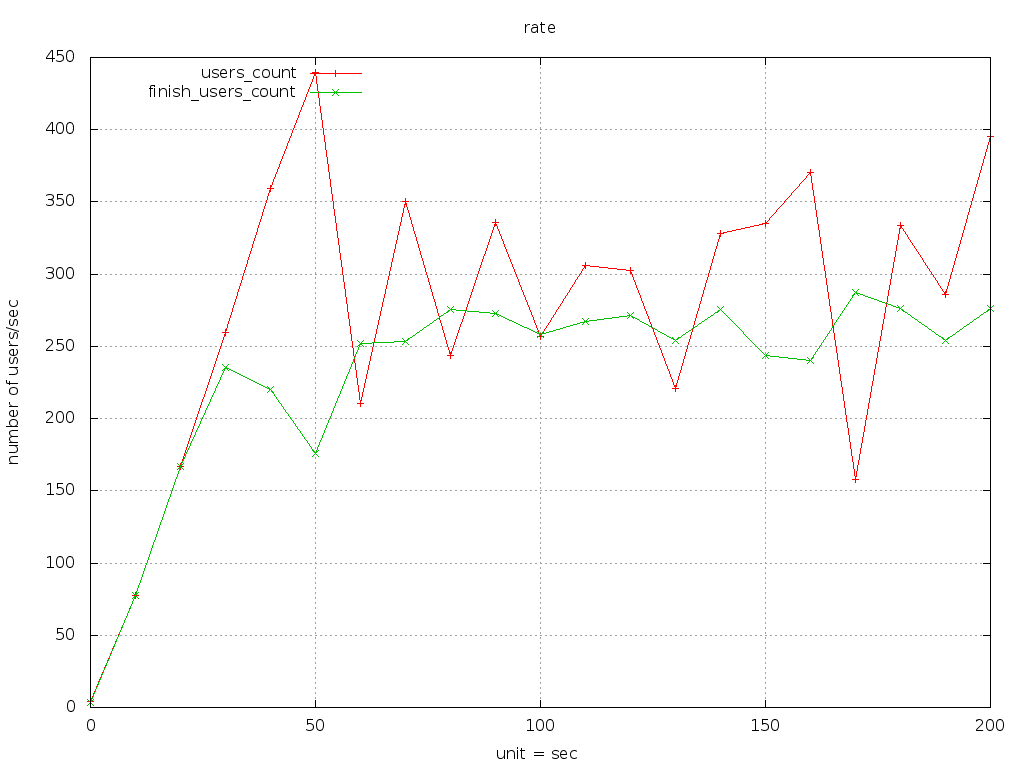 rate
users_count
finish_users_count
450
400
350
300
250
200
150
100
50
0
number of users/sec
0 50 100 150 200
unit = sec